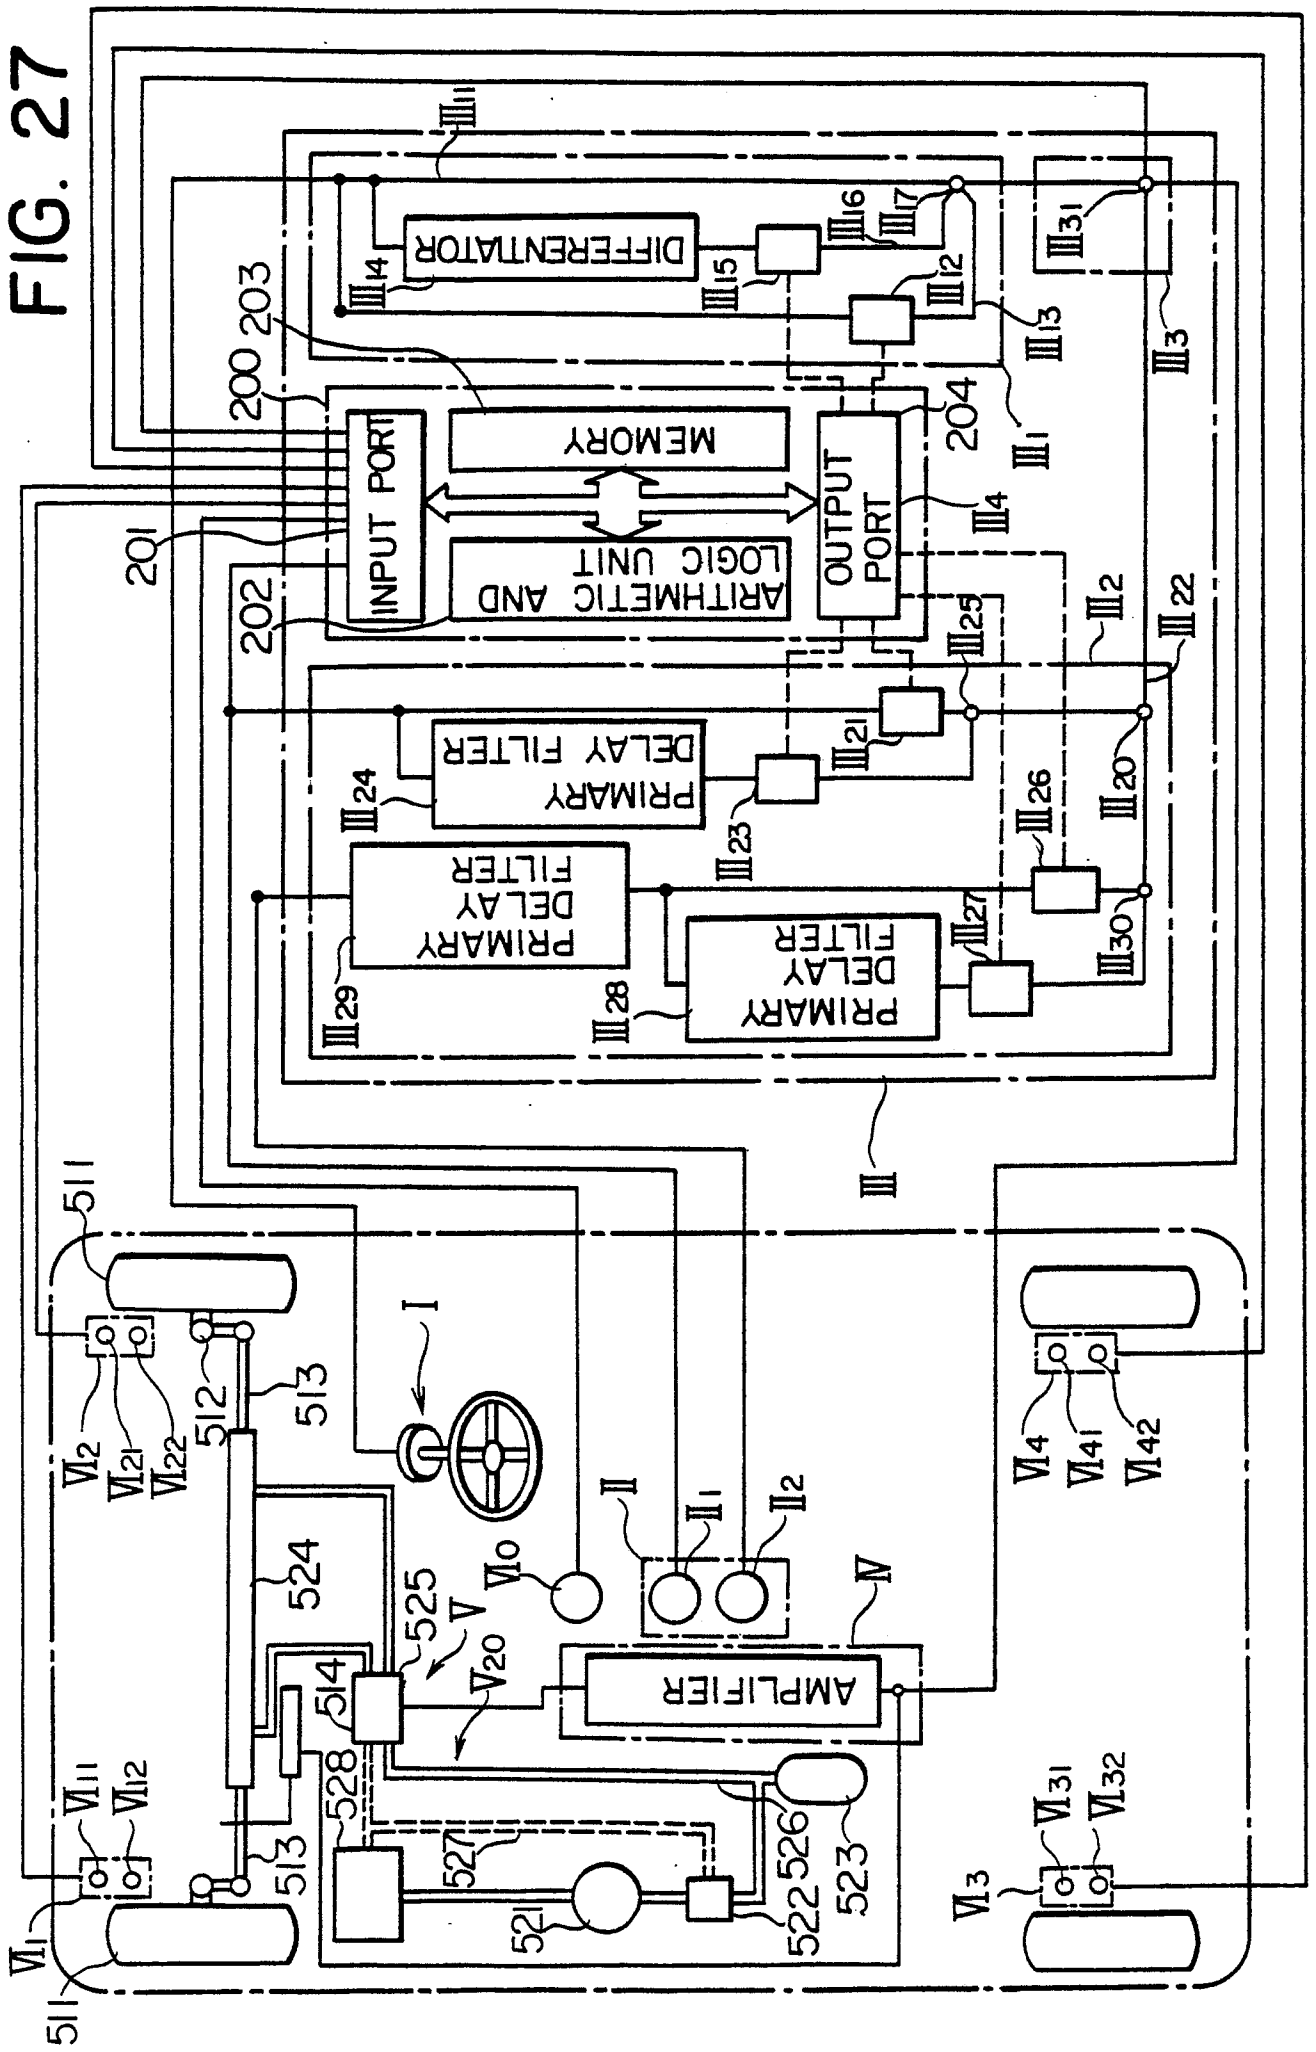 FIG. 27
III11
203
200
201
202
INPUT PORT
MEMORY
ARITHMETIC AND
LOGIC UNIT
OUTPUT
PORT
204
III4
DIFFERENTIATOR
III14
III15
III16
III17
III12
III13
III1
III31
III3
III2
III22
III25
III21
III20
III23
III24
PRIMARY
DELAY FILTER
III26
III27
III30
III29
PRIMARY
DELAY
FILTER
III28
PRIMARY
DELAY
FILTER
III
511
512
513
VI2
VI21
VI22
I
524
525
V
V20
514
528
VI0
II
II1
II2
IV
AMPLIFIER
VI11
VI12
VI1
513
511
527
521
522
526
523
VI4
VI41
VI42
VI3
VI31
VI32